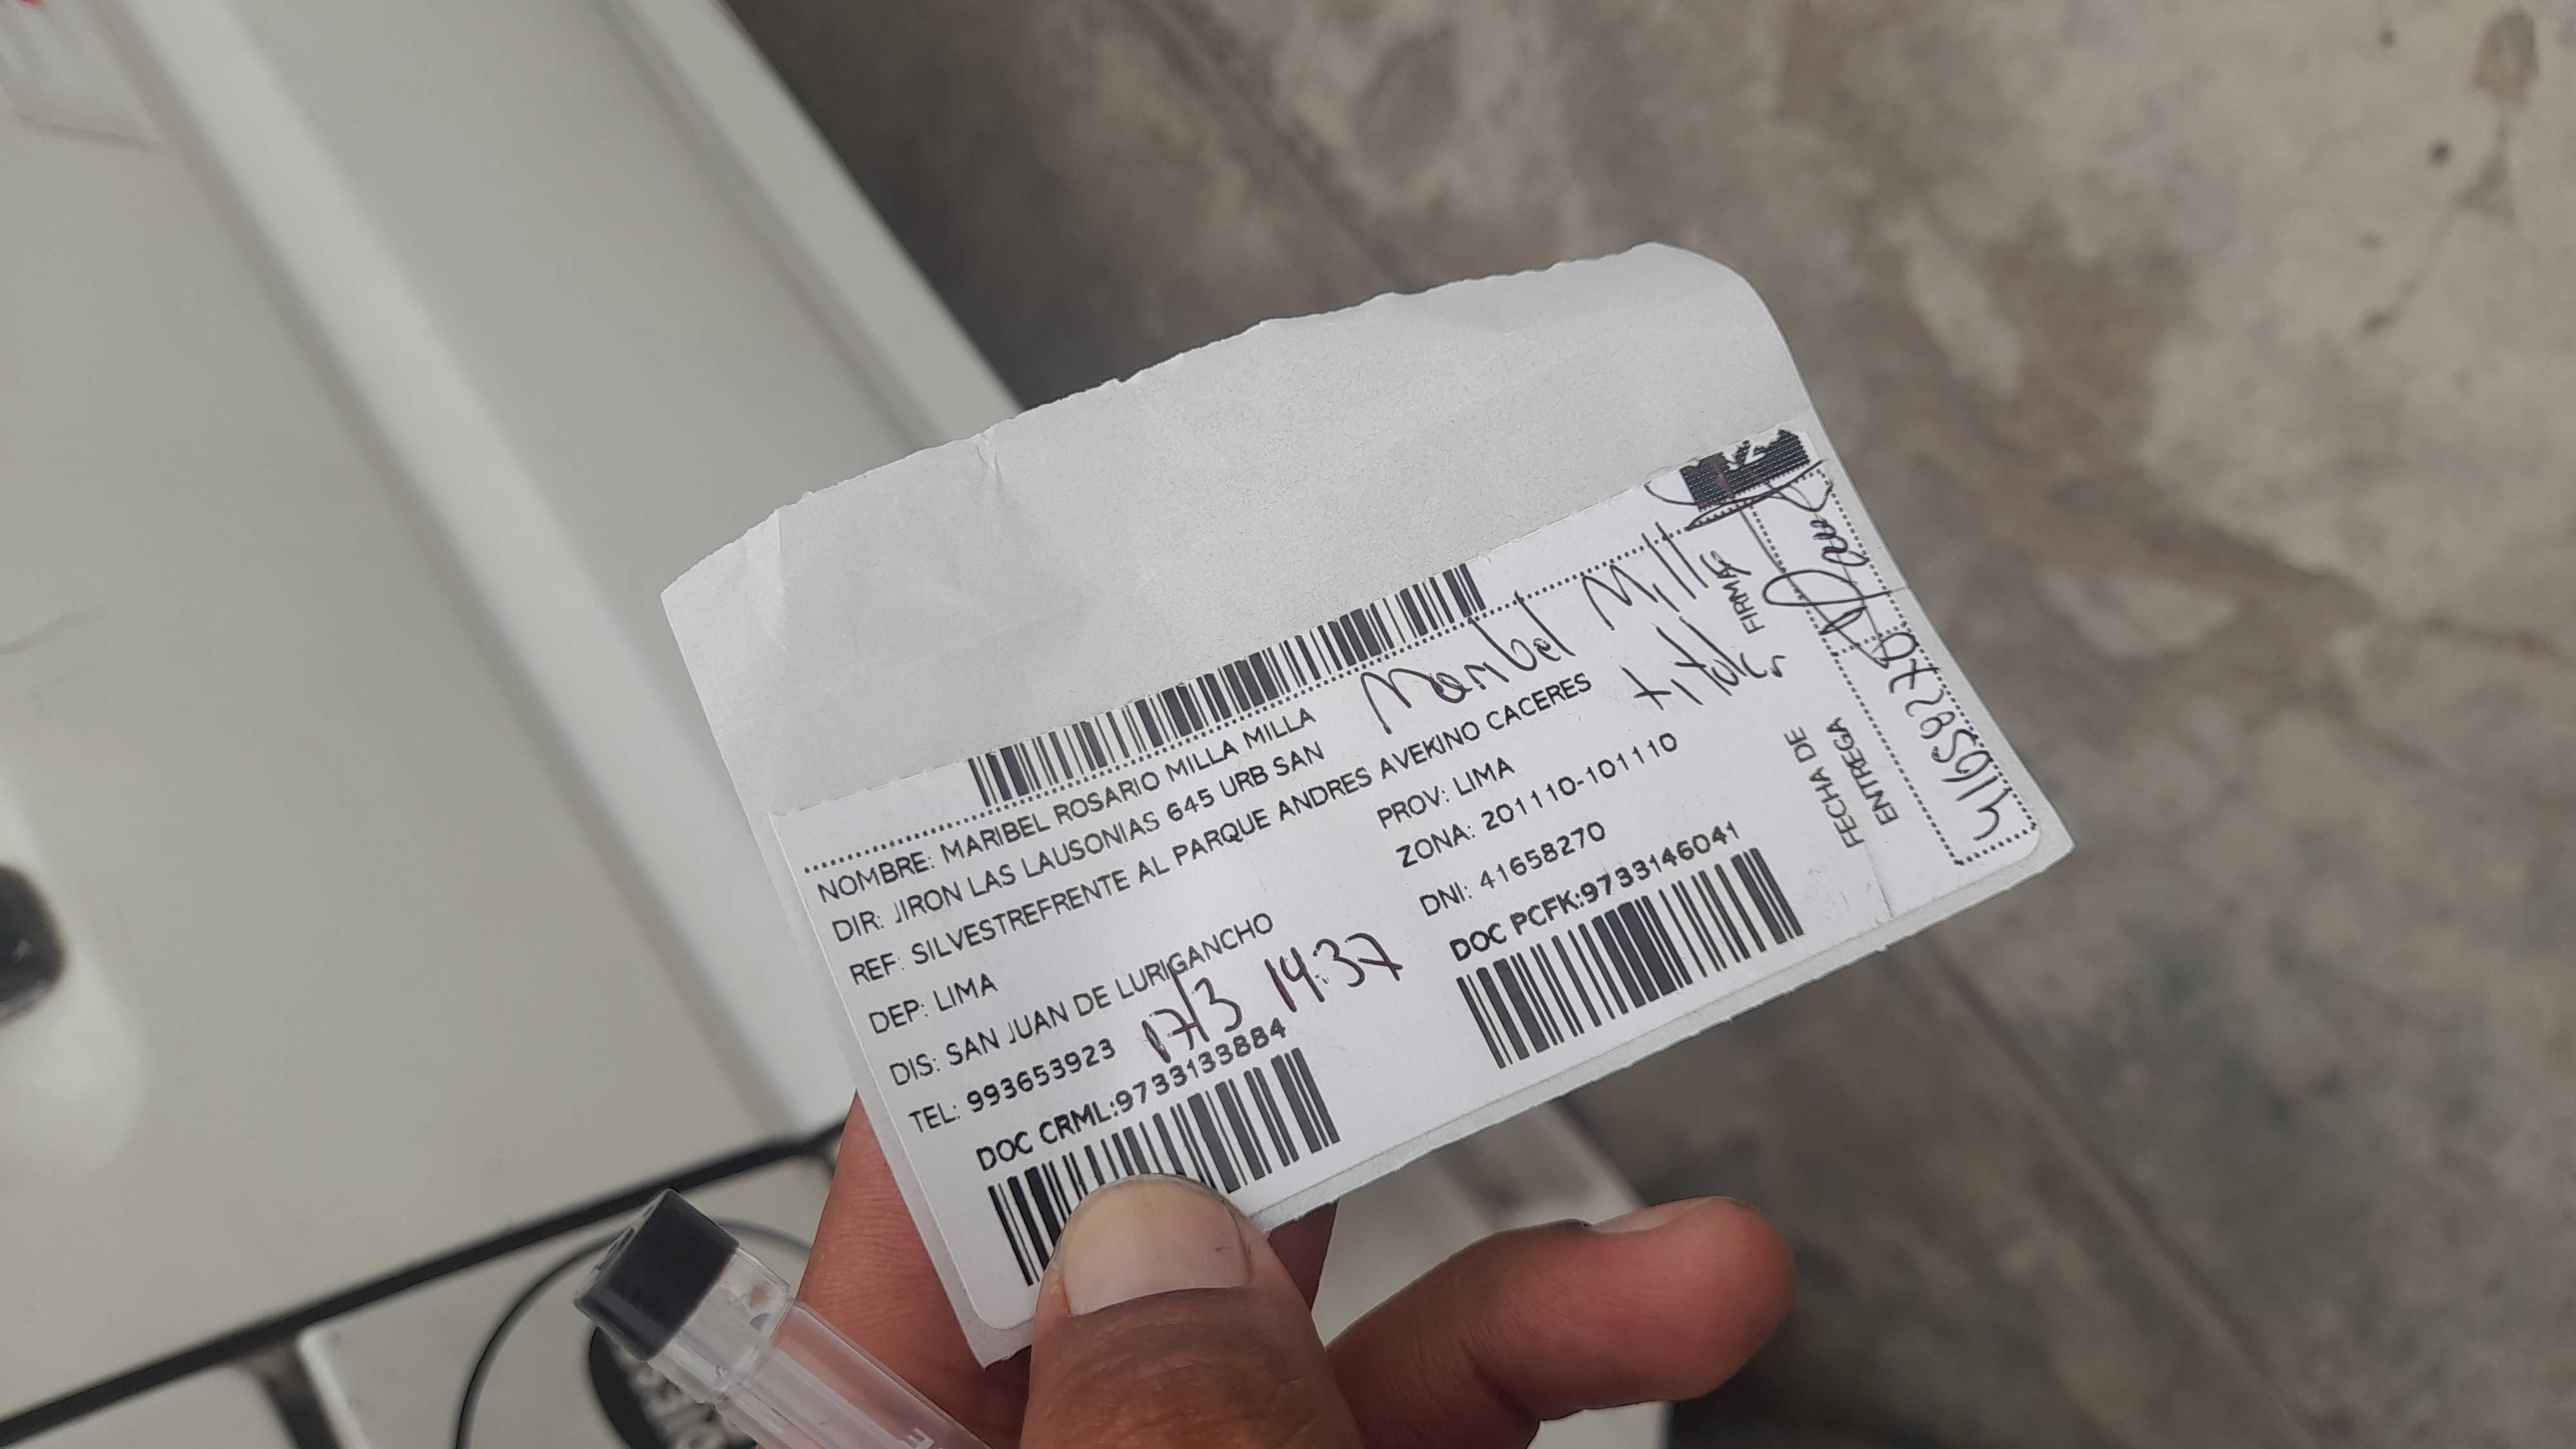 NOMBRE: MARIBEL ROSARIO MILLA MILLA
DIR: JIRON LAS LAUSONIAS 645 URB SAN
REF: SILVESTREFRENTE AL PARQUE ANDRES AVEKINO CACERES
DEP: LIMA
PROV: LIMA
DIS: SAN JUAN DE LURIGANCHO
ZONA: 201110-101110
TEL: 993653923
DNI: 41658270
DOC CRML:9733133884
DOC PCFK:9733146041
Maribel Milla
titular
17/3 14:37
FIRMA
FECHA DE
ENTREGA
41658270